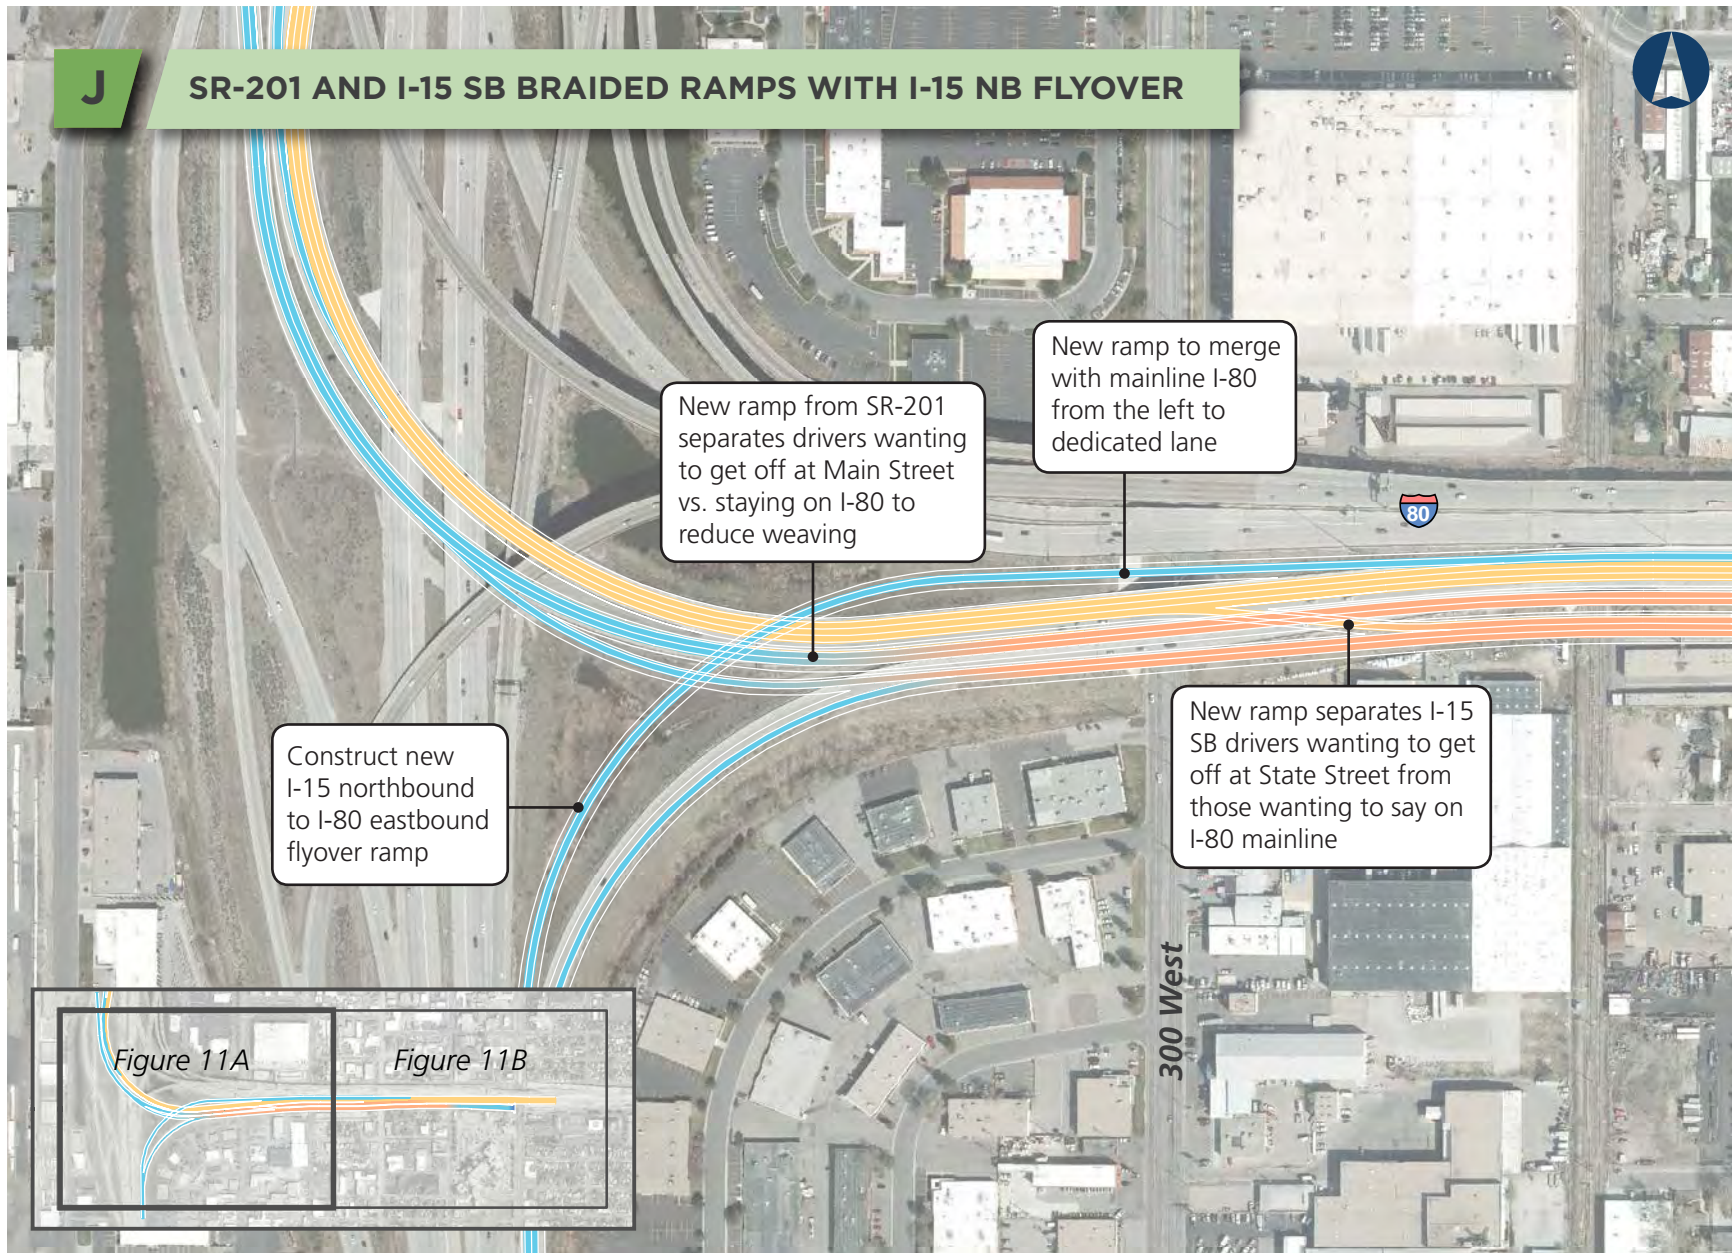 J
SR-201 AND I-15 SB BRAIDED RAMPS WITH I-15 NB FLYOVER
New ramp to merge
with mainline I-80
from the left to
dedicated lane
New ramp from SR-201
separates drivers wanting
to get off at Main Street
vs. staying on I-80 to
reduce weaving
80
New ramp separates I-15
SB drivers wanting to get
off at State Street from
those wanting to say on
I-80 mainline
Construct new
I-15 northbound
to I-80 eastbound
flyover ramp
300 West
Figure 11A
Figure 11B